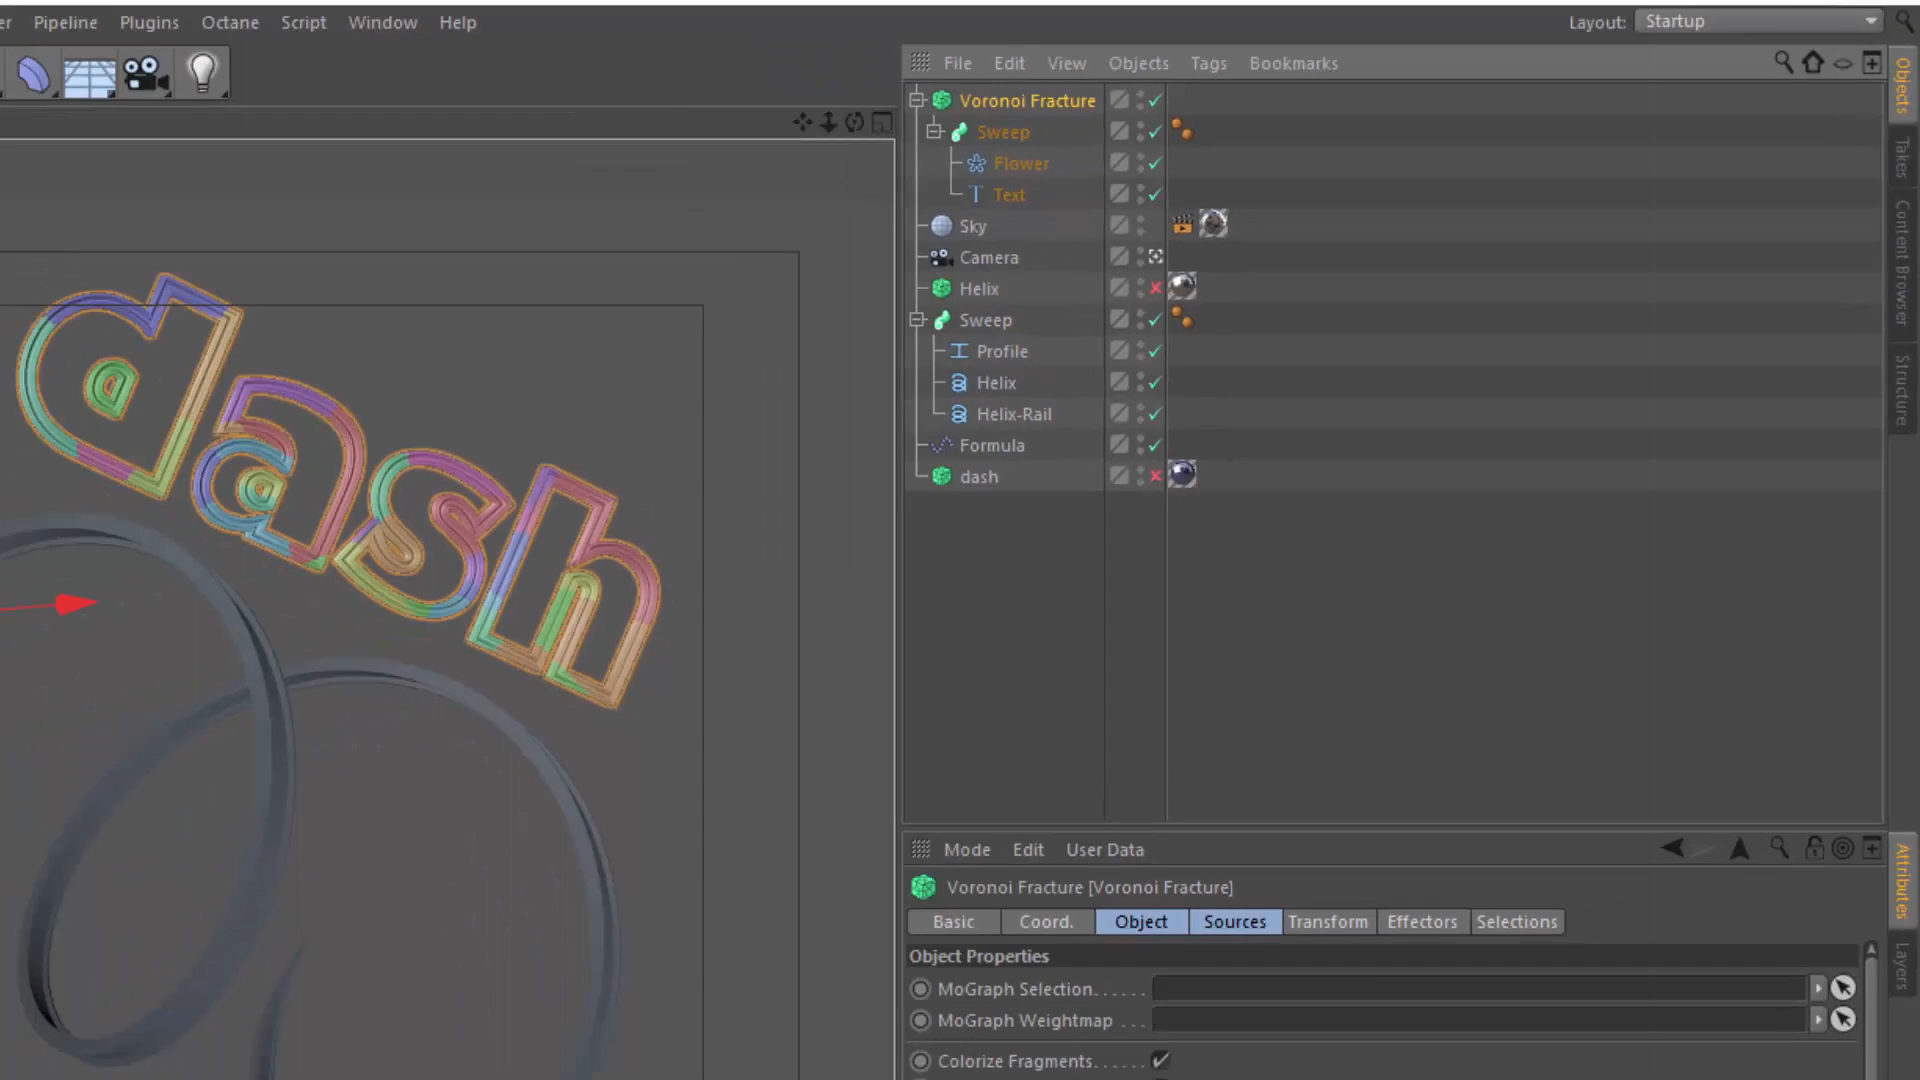 er Pipeline Plugins Octane Script Window Help
Layout: Startup
File Edit View Objects Tags Bookmarks
Objects
Takes
Content Browser
Structure
Voronoi Fracture
Sweep
Flower
Text
Sky
Camera
Helix
Sweep
Profile
Helix
Helix-Rail
Formula
dash
dash
Mode Edit User Data
Attributes
Layers
Voronoi Fracture [Voronoi Fracture]
Basic Coord. Object Sources Transform Effectors Selections
Object Properties
MoGraph Selection......
MoGraph Weightmap ...
Colorize Fragments......